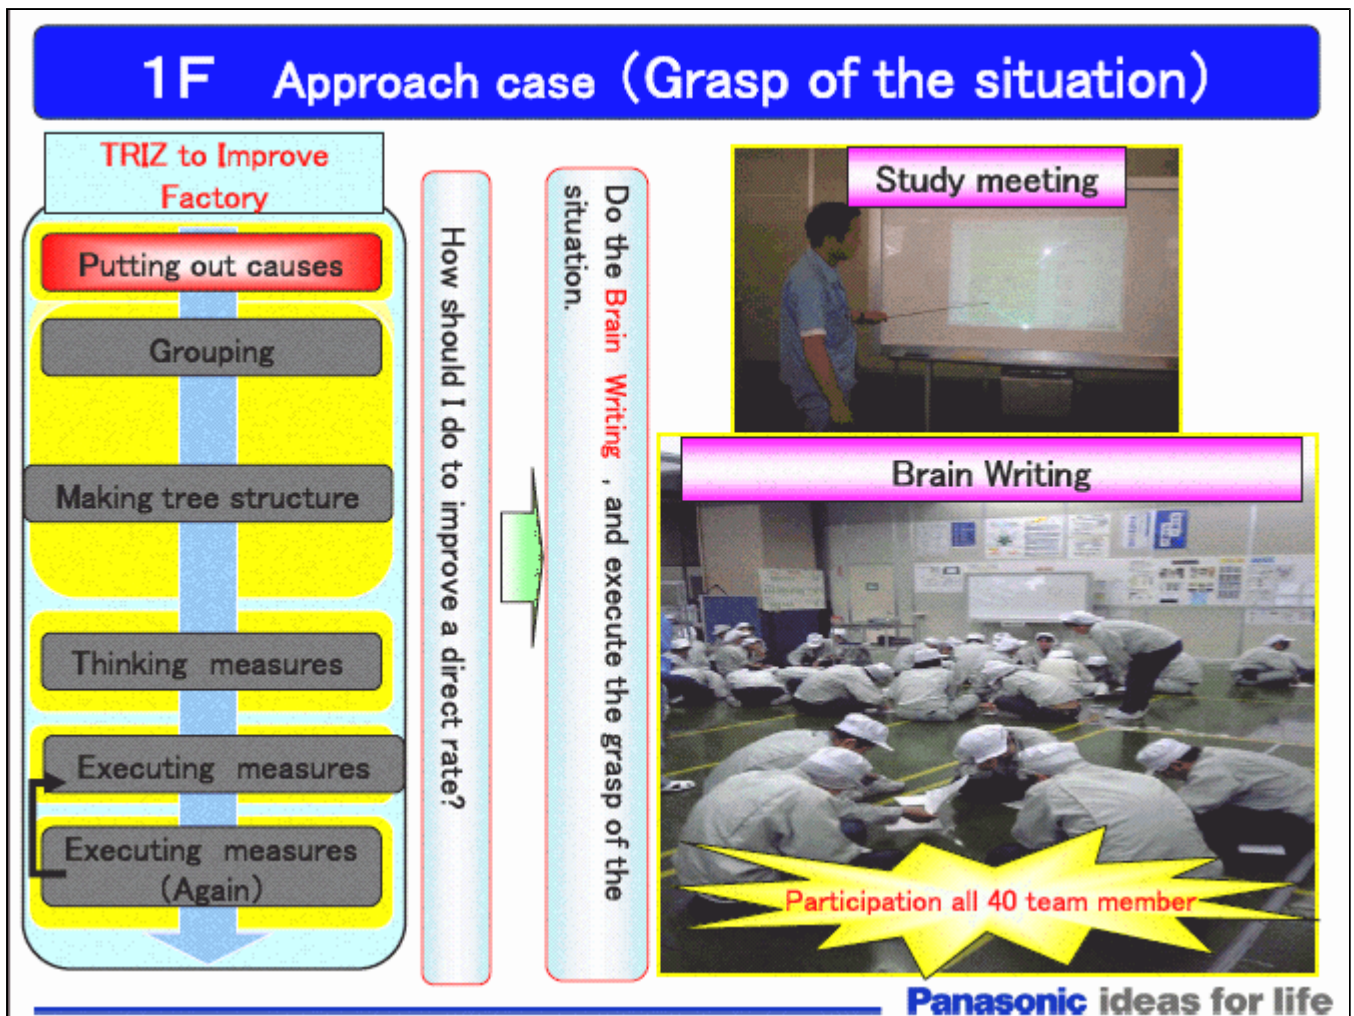 1F Approach case (Grasp of the situation)
TRIZ to Improve
Factory
Putting out causes
Grouping
Making tree structure
Thinking measures
Executing measures
Executing measures
(Again)
How should I do to improve a direct rate?
Do the Brain Writing , and execute the grasp of the
situation.
Study meeting
Brain Writing
Participation all 40 team member
Panasonic ideas for life